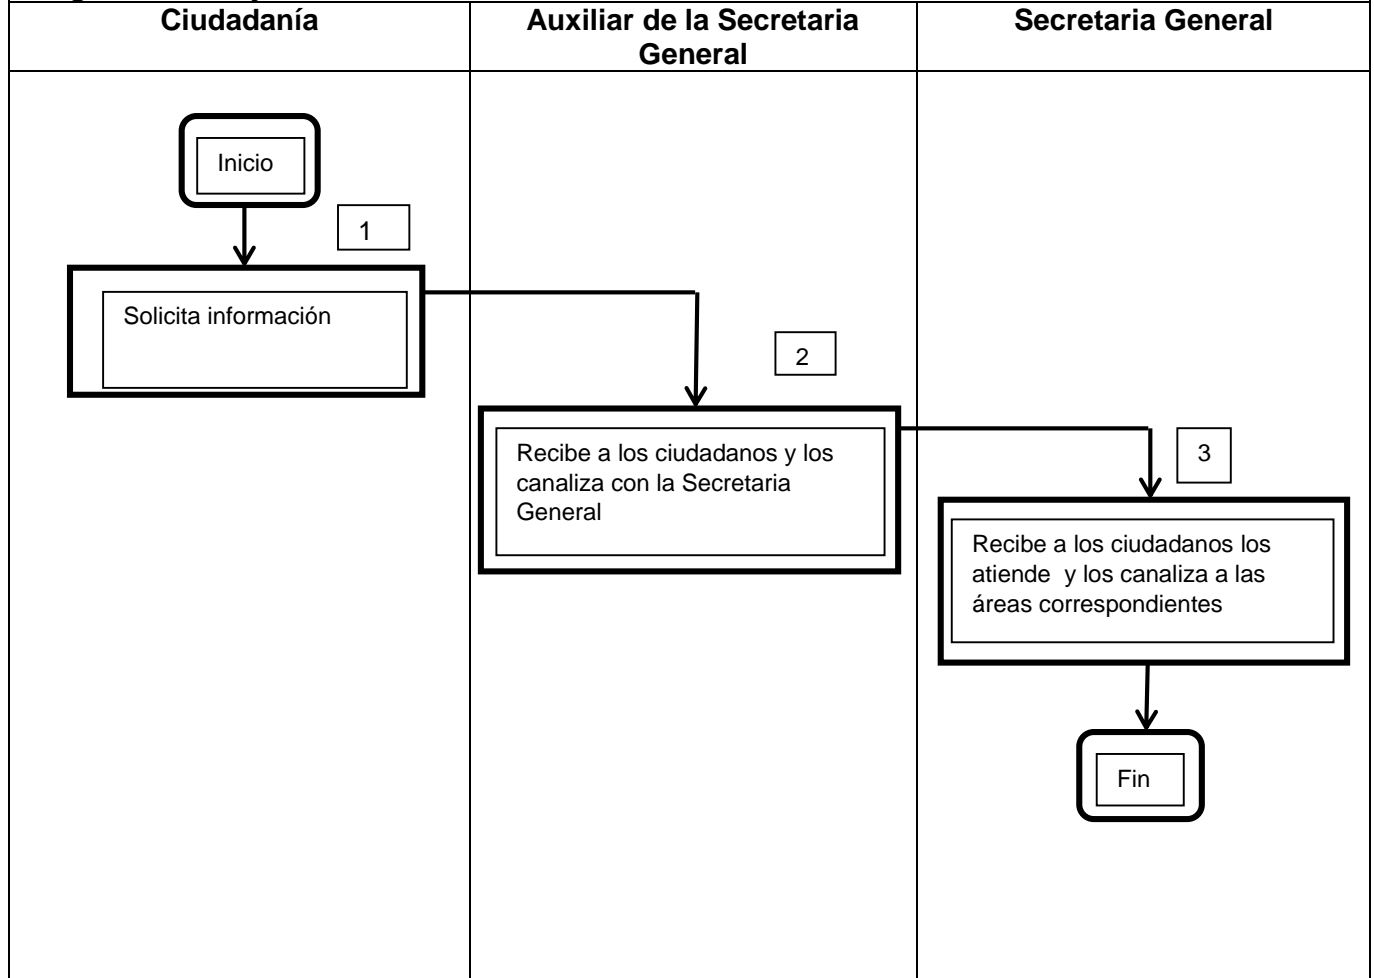 Ciudadanía
Auxiliar de la Secretaria
General
Secretaria General
Inicio
1
Solicita información
2
Recibe a los ciudadanos y los
canaliza con la Secretaria
General
3
Recibe a los ciudadanos los
atiende y los canaliza a las
áreas correspondientes
Fin